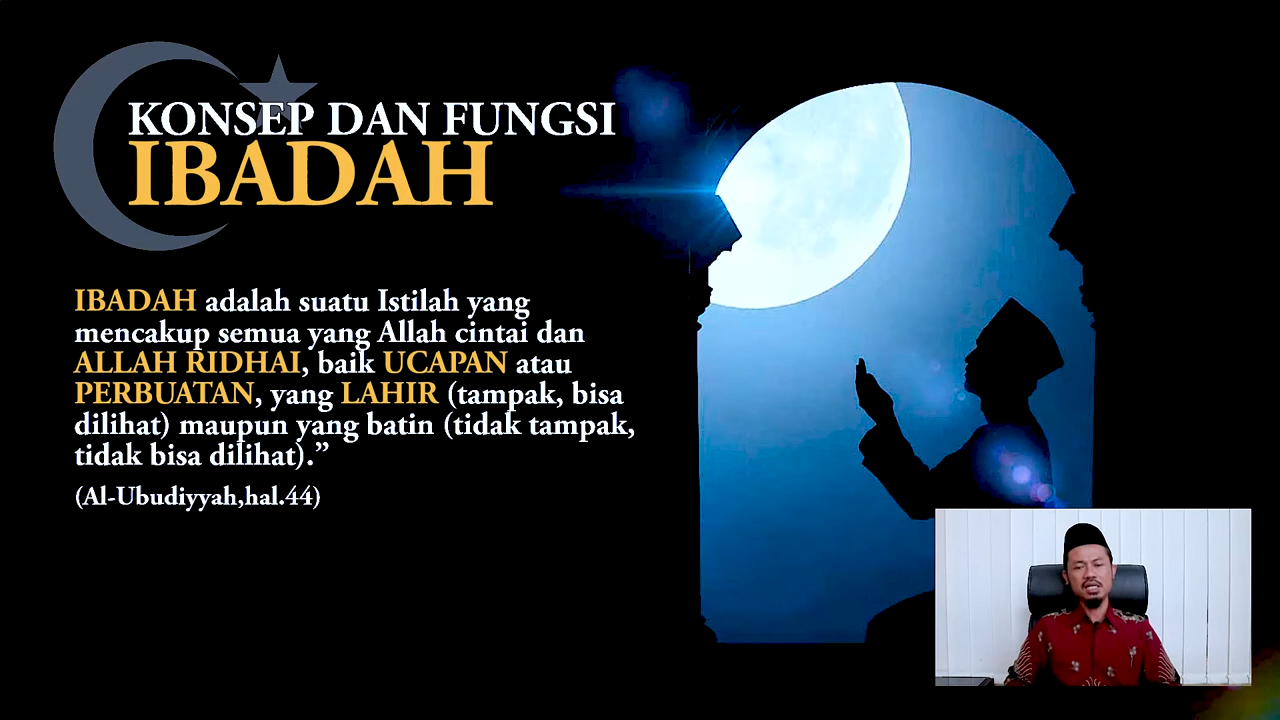 KONSEP DAN FUNGSI
IBADAH
IBADAH adalah suatu Istilah yang
mencakup semua yang Allah cintai dan
ALLAH RIDHAI, baik UCAPAN atau
PERBUATAN, yang LAHIR (tampak, bisa
dilihat) maupun yang batin (tidak tampak,
tidak bisa dilihat).”
(Al-Ubudiyyah,hal.44)